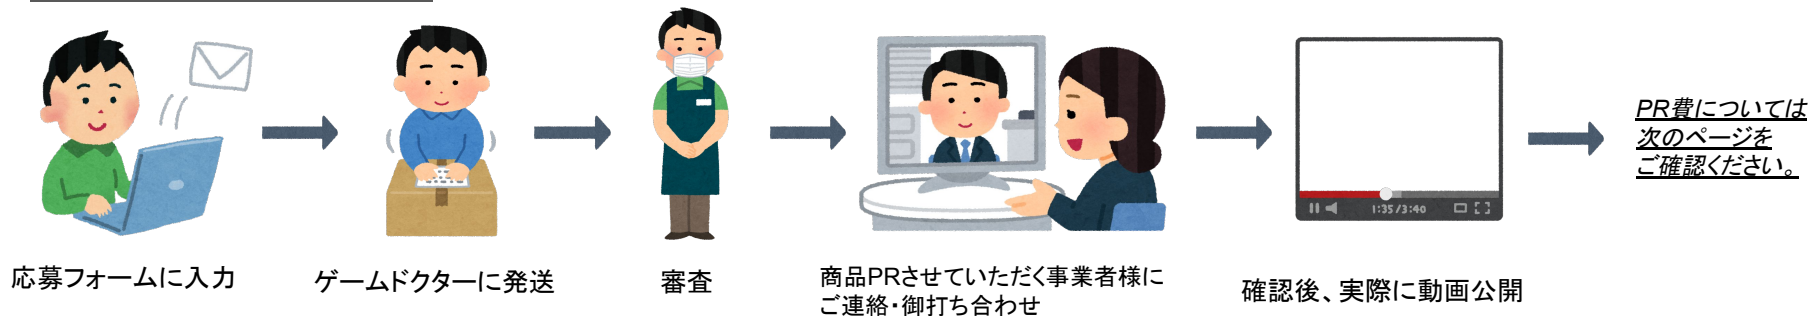 応募フォームに入力
ゲームドクターに発送
審査
商品PRさせていただく事業者様に
ご連絡・御打ち合わせ
1:35/3:40
確認後、実際に動画公開
PR費については
次のページを
ご確認ください。